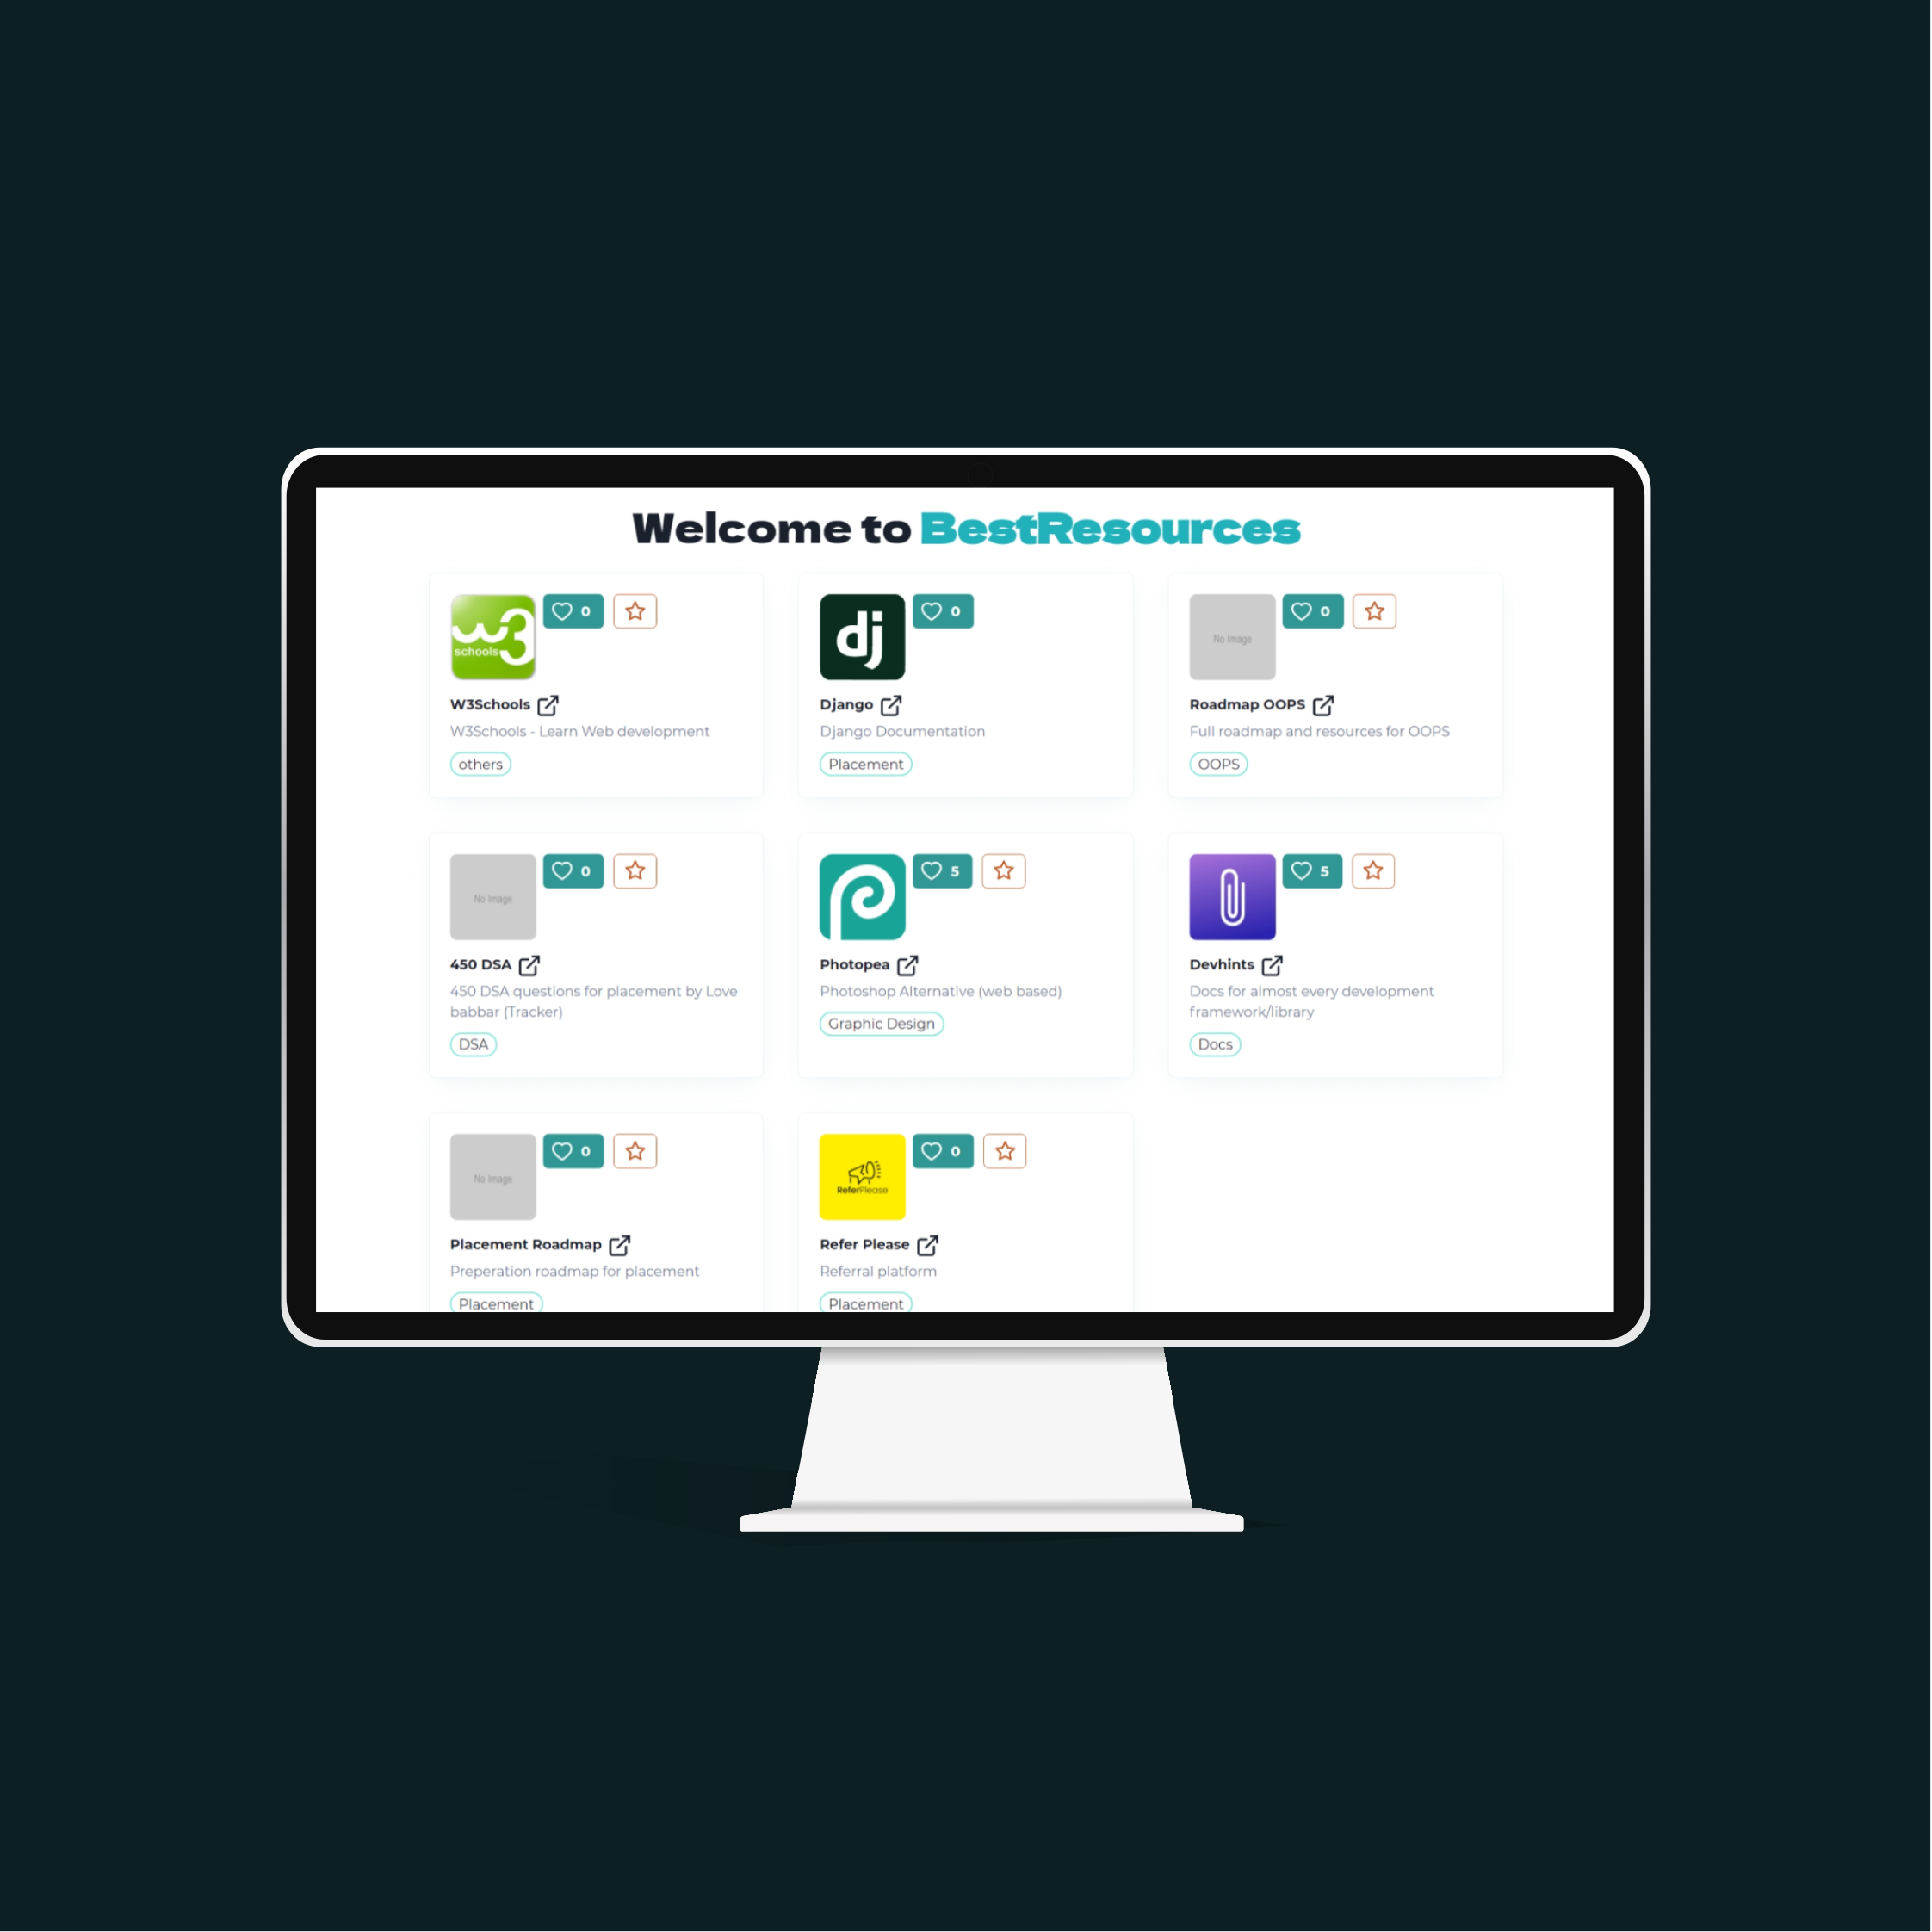 Welcome to BestResources
w3
schools
0
W3Schools
W3Schools - Learn Web development
others
dj
0
Django
Django Documentation
Placement
No Image
0
Roadmap OOPS
Full roadmap and resources for OOPS
OOPS
No Image
0
450 DSA
450 DSA questions for placement by Love
babbar (Tracker)
DSA
5
Photopea
Photoshop Alternative (web based)
Graphic Design
5
Devhints
Docs for almost every development
framework/library
Docs
No Image
0
Placement Roadmap
Preperation roadmap for placement
Placement
ReferPlease
0
Refer Please
Referral platform
Placement